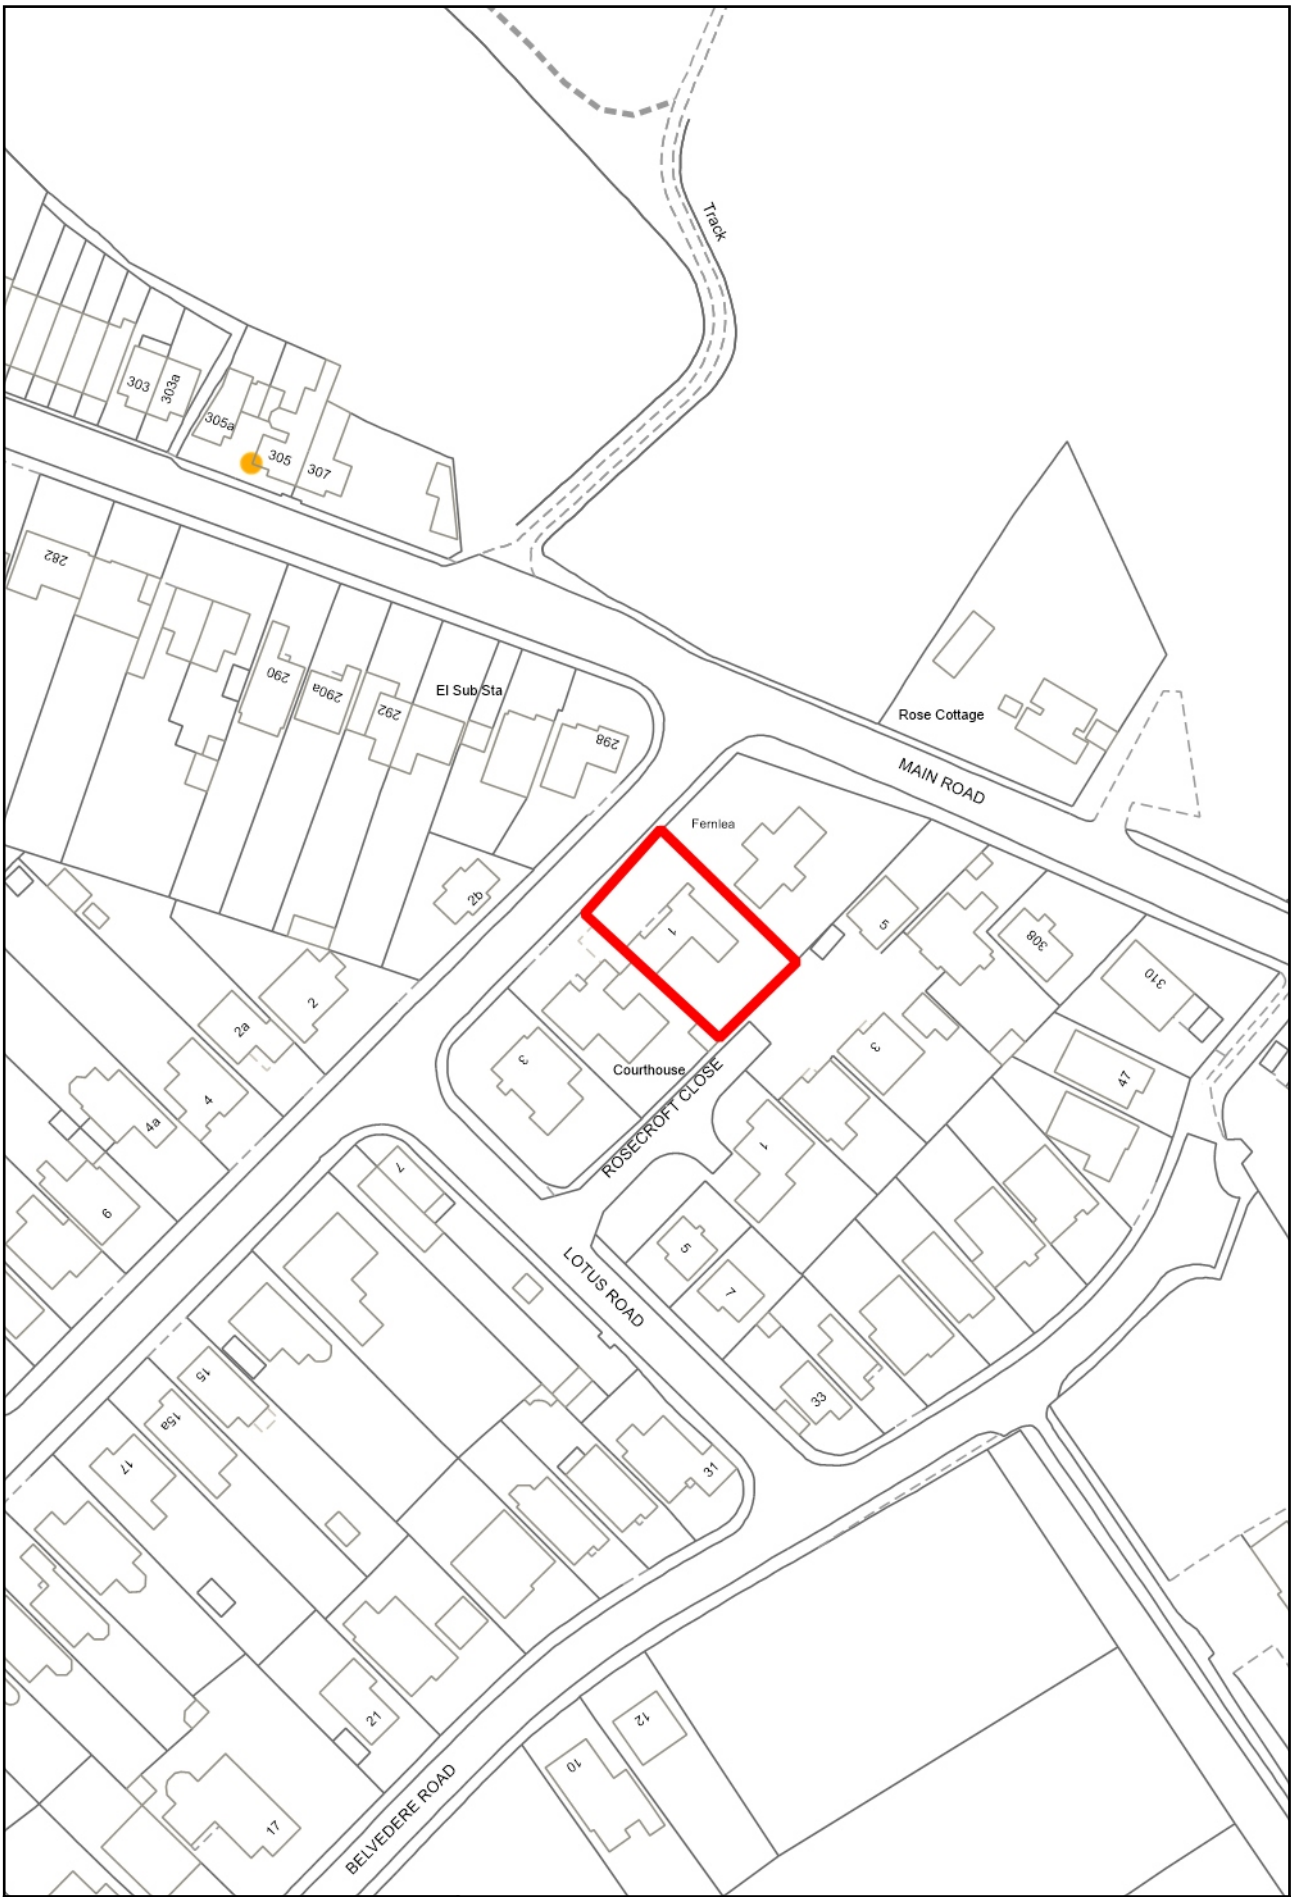 Track
303
303a
305a
305
307
282
290
290a
292
El Sub Sta
298
Rose Cottage
MAIN ROAD
Fernlea
2b
1
5
308
310
2
2a
3
3
Courthouse
47
4
4a
ROSECROFT CLOSE
1
7
6
5
7
LOTUS ROAD
15
33
15a
17
31
21
12
10
17
BELVEDERE ROAD